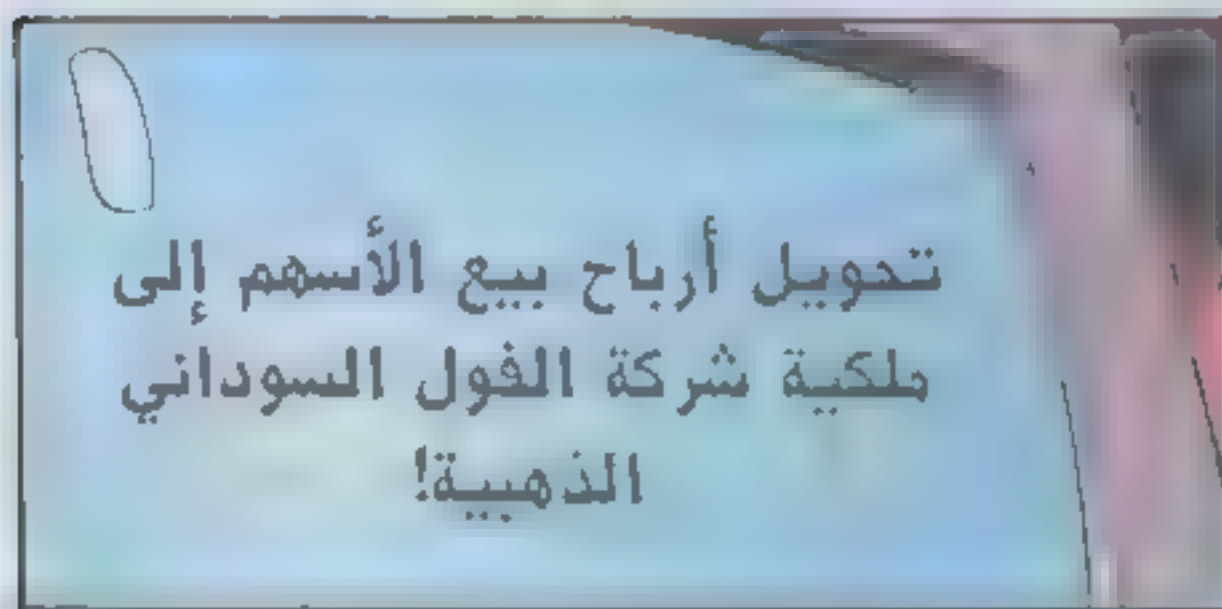 تحويل أرباح بيع الأسهم إلى
ملكية شركة الفول السوداني
الذهبية!